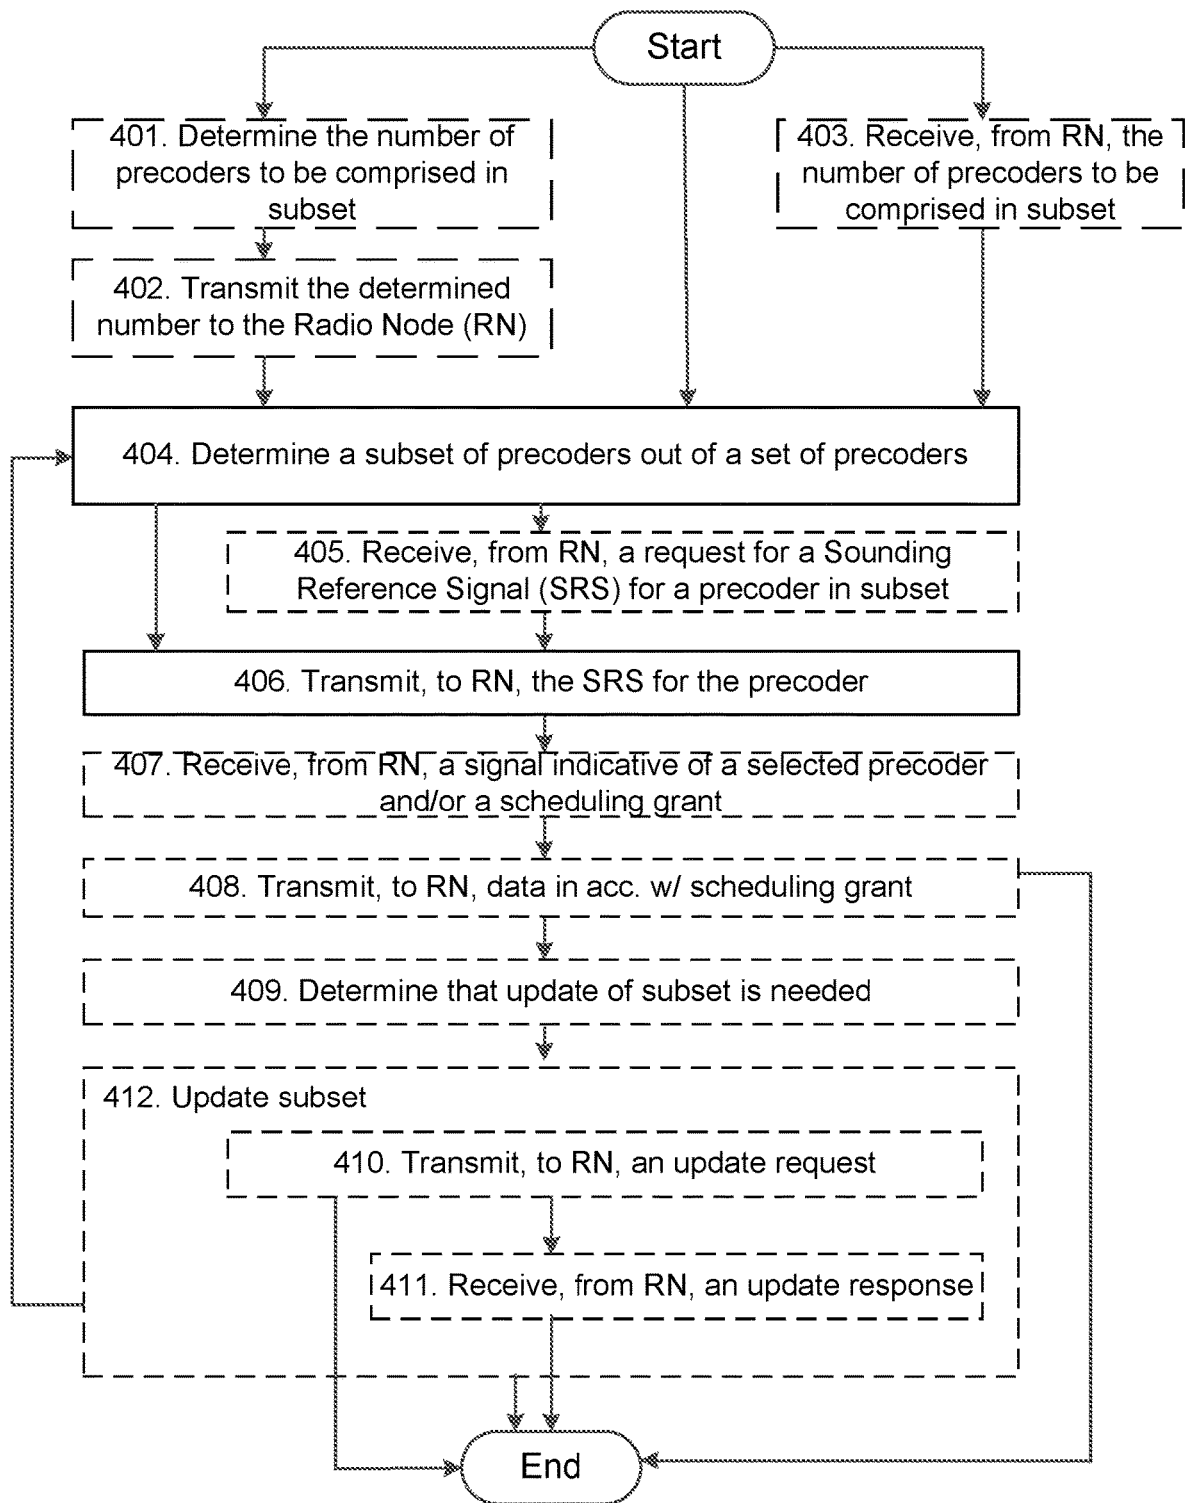 Start
401. Determine the number of
precoders to be comprised in
subset
403. Receive, from RN, the
number of precoders to be
comprised in subset
402. Transmit the determined
number to the Radio Node (RN)
404. Determine a subset of precoders out of a set of precoders
405. Receive, from RN, a request for a Sounding
Reference Signal (SRS) for a precoder in subset
406. Transmit, to RN, the SRS for the precoder
407. Receive, from RN, a signal indicative of a selected precoder
and/or a scheduling grant
408. Transmit, to RN, data in acc. w/ scheduling grant
409. Determine that update of subset is needed
412. Update subset
410. Transmit, to RN, an update request
411. Receive, from RN, an update response
End